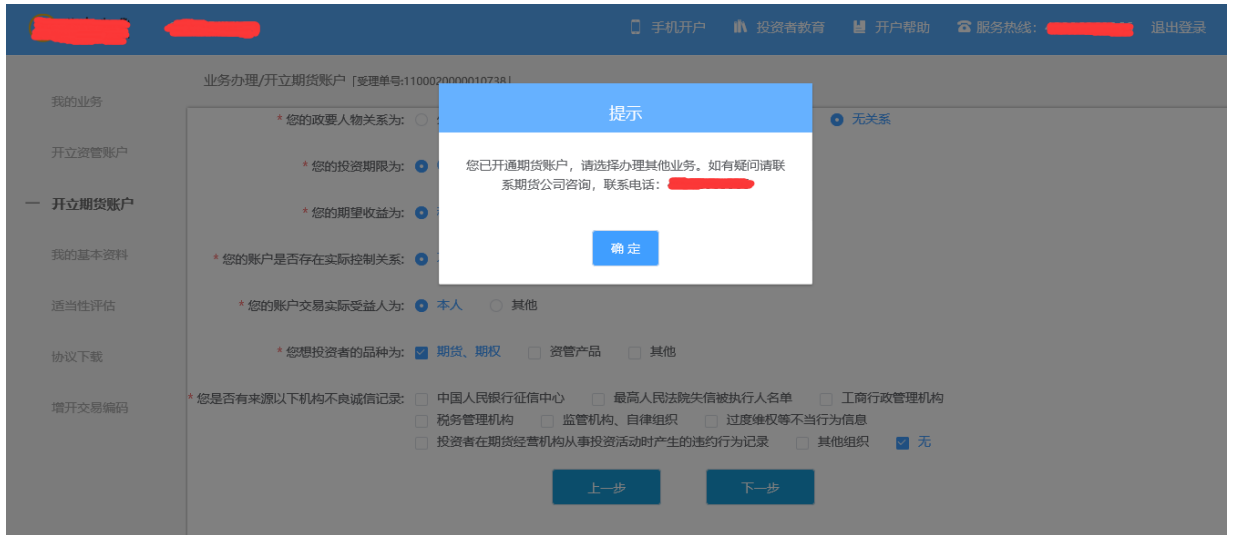 手机开户 投资者教育 开户帮助 服务热线: 退出登录
业务办理/开立期货账户「受理单号:1100020000010738」
我的业务
开立资管账户
开立期货账户
我的基本资料
适当性评估
协议下载
增开交易编码
* 您的政要人物关系为: 无关系
* 您的投资期限为:
* 您的期望收益为:
* 您的账户是否存在实际控制关系:
提示
您已开通期货账户，请选择办理其他业务。如有疑问请联
系期货公司咨询，联系电话：
确 定
* 您的账户交易实际受益人为: 本人 其他
* 您想投资者的品种为: 期货、期权 资管产品 其他
* 您是否有来源以下机构不良诚信记录: 中国人民银行征信中心 最高人民法院失信被执行人名单 工商行政管理机构
税务管理机构 监管机构、自律组织 过度维权等不当行为信息
投资者在期货经营机构从事投资活动时产生的违约行为记录 其他组织 无
上一步 下一步